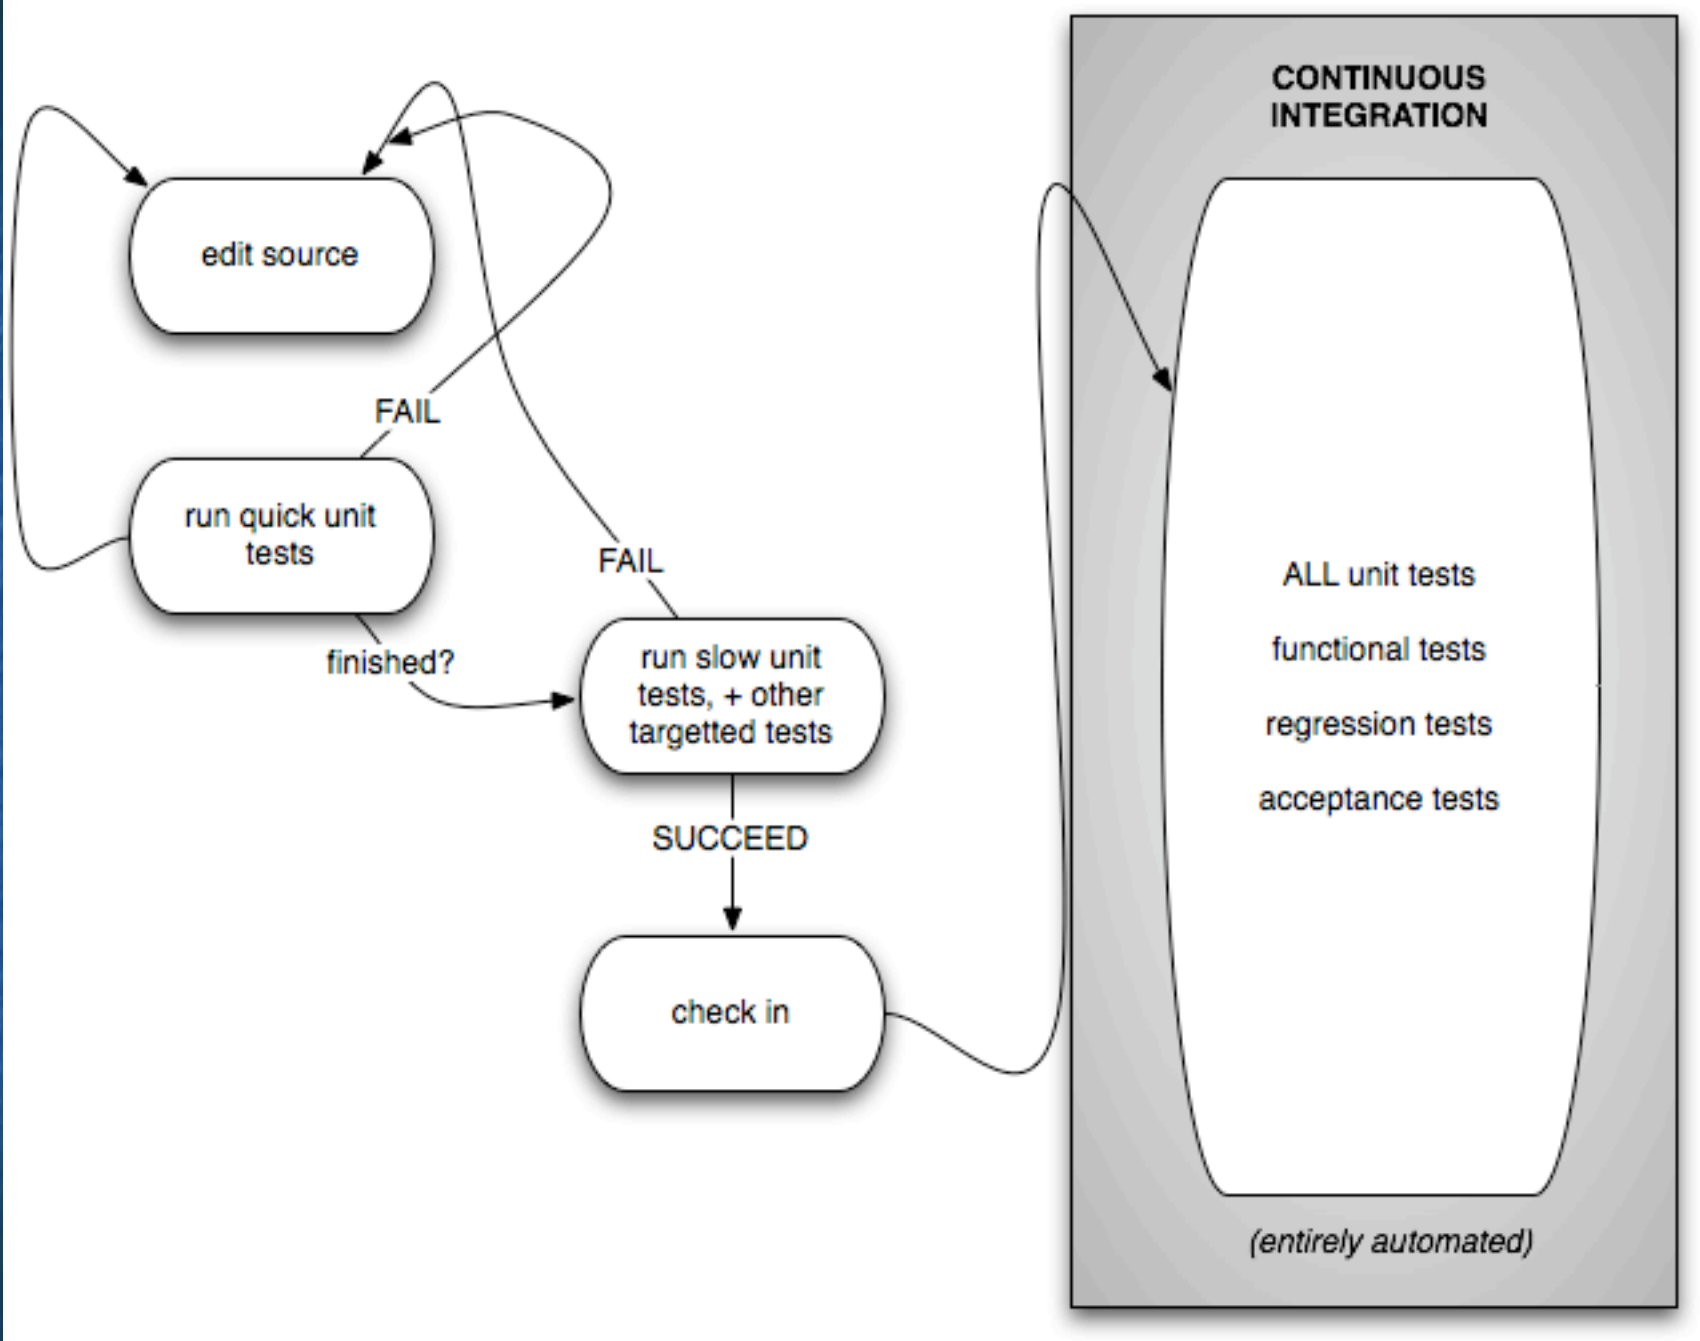 CONTINUOUS
INTEGRATION
edit source
FAIL
run quick unit
tests
FAIL
finished?
run slow unit
tests, + other
targetted tests
SUCCEED
check in
ALL unit tests
functional tests
regression tests
acceptance tests
(entirely automated)